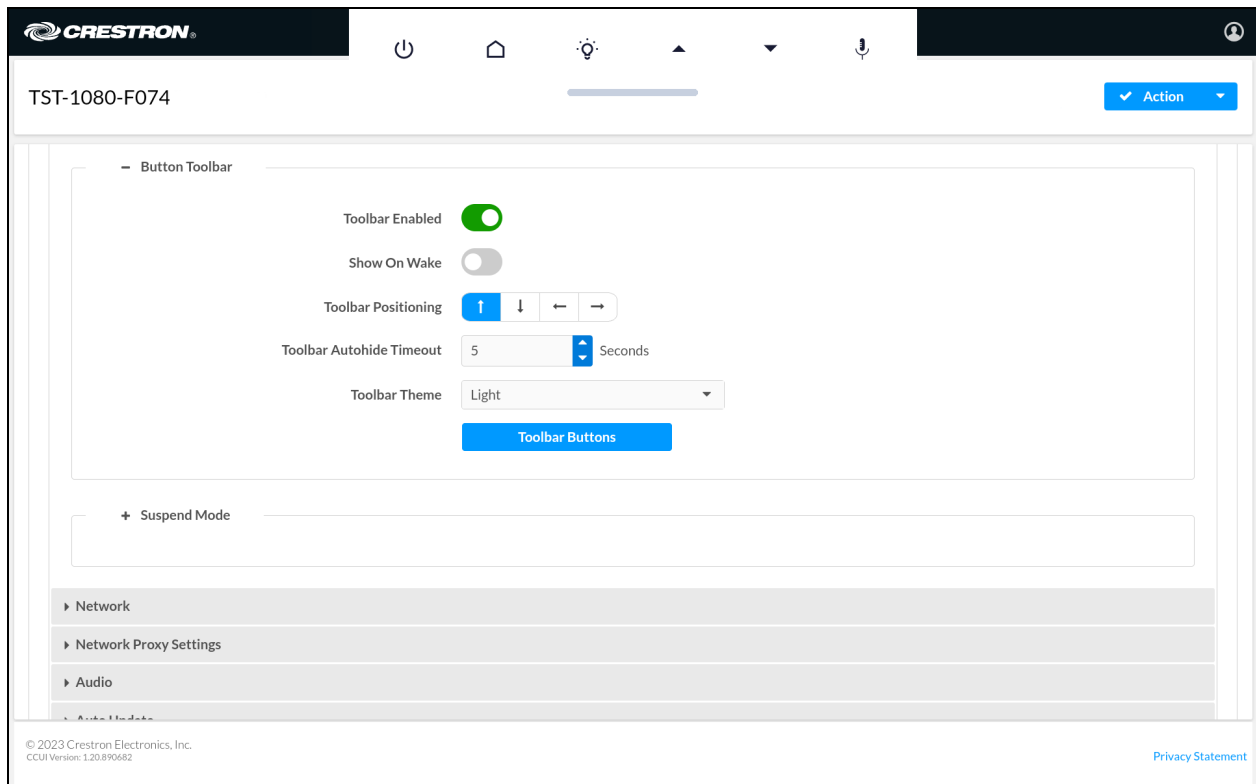 CRESTRON®
TST-1080-F074
Action
− Button Toolbar
Toolbar Enabled
Show On Wake
Toolbar Positioning
Toolbar Autohide Timeout 5 Seconds
Toolbar Theme Light
Toolbar Buttons
+ Suspend Mode
Network
Network Proxy Settings
Audio
Auto Update
© 2023 Crestron Electronics, Inc.
CCUI Version: 1.20.890682
Privacy Statement